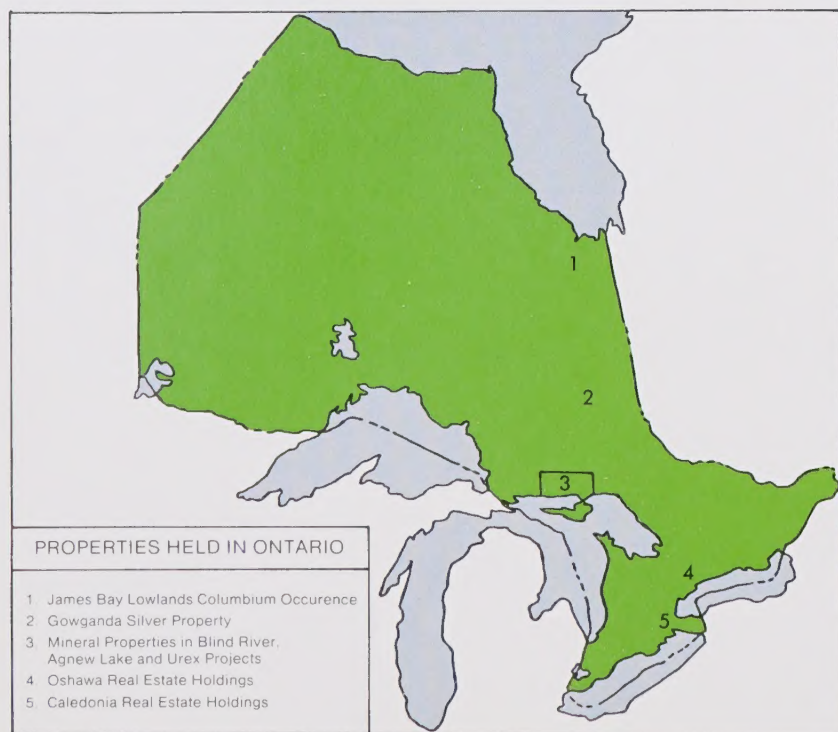 1
2
3
4
5
PROPERTIES HELD IN ONTARIO
1 James Bay Lowlands Columbium Occurence
2 Gowganda Silver Property
3 Mineral Properties in Blind River,
Agnew Lake and Urex Projects
4 Oshawa Real Estate Holdings
5 Caledonia Real Estate Holdings